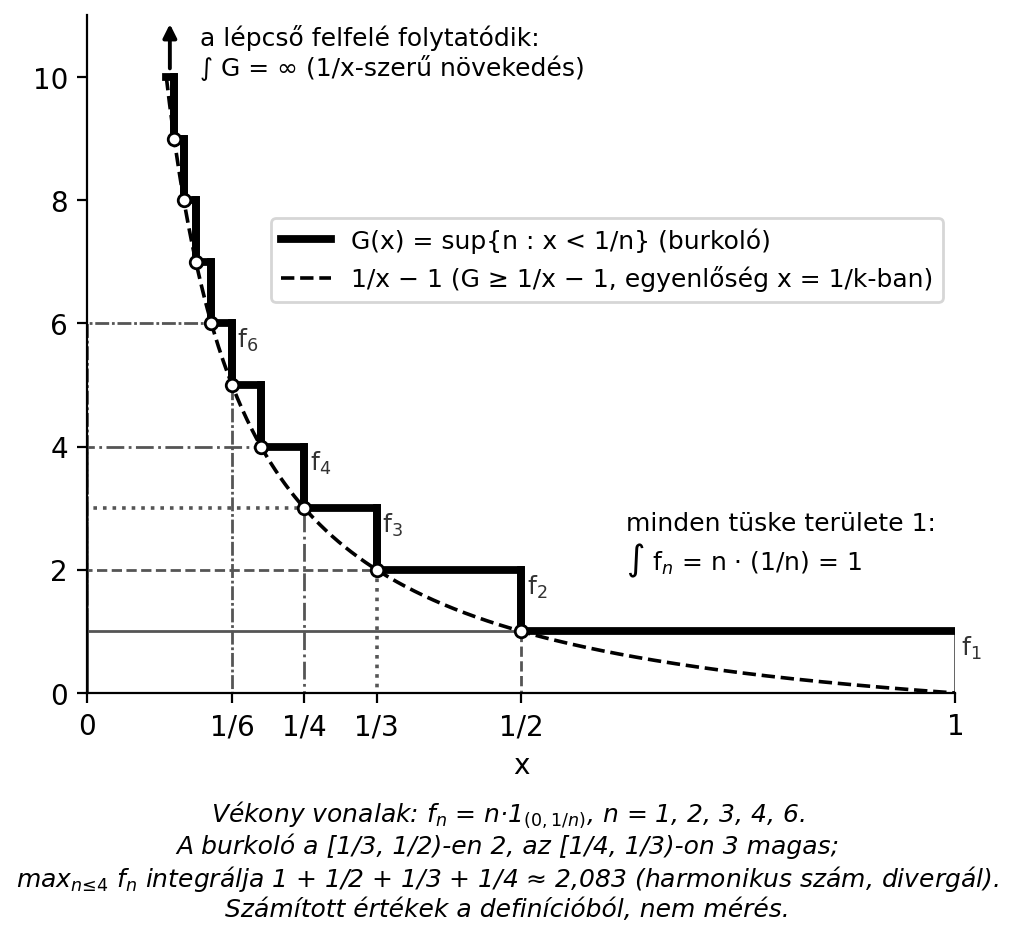 a lépcső felfelé folytatódik:
∫ G = ∞ (1/x-szerű növekedés)
10
8
6
4
2
0
G(x) = sup{n : x < 1/n} (burkoló)
1/x − 1 (G ≥ 1/x − 1, egyenlőség x = 1/k-ban)
f₆
f₄
f₃
f₂
f₁
minden tüske területe 1:
∫ fₙ = n · (1/n) = 1
0 1/6 1/4 1/3 1/2 1
x
Vékony vonalak: fₙ = n·1₍₀, ₁/ₙ₎, n = 1, 2, 3, 4, 6.
A burkoló a [1/3, 1/2)-en 2, az [1/4, 1/3)-on 3 magas;
maxₙ≤₄ fₙ integrálja 1 + 1/2 + 1/3 + 1/4 ≈ 2,083 (harmonikus szám, divergál).
Számított értékek a definícióból, nem mérés.